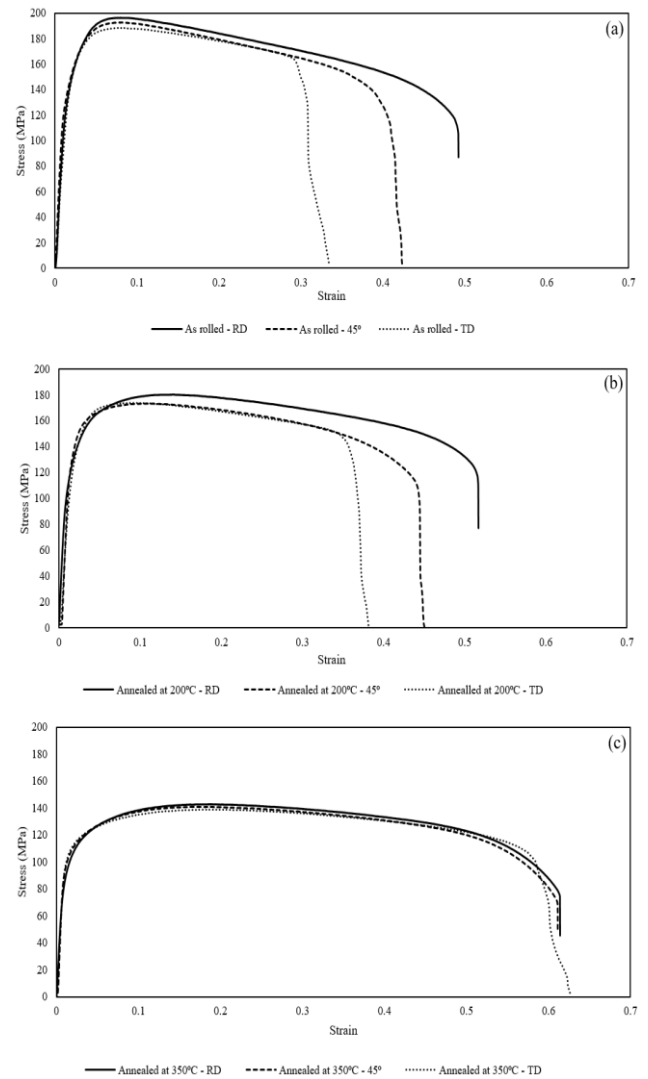 (a)
Stress (MPa)
200
180
160
140
120
100
80
60
40
20
0
0 0.1 0.2 0.3 0.4 0.5 0.6 0.7
Strain
As rolled - RD As rolled - 45º As rolled - TD
(b)
Stress (MPa)
200
180
160
140
120
100
80
60
40
20
0
0 0.1 0.2 0.3 0.4 0.5 0.6 0.7
Strain
Annealed at 200ºC - RD Annealed at 200ºC - 45º Annealled at 200ºC - TD
(c)
Stress (MPa)
200
180
160
140
120
100
80
60
40
20
0
0 0.1 0.2 0.3 0.4 0.5 0.6 0.7
Strain
Annealed at 350ºC - RD Annealed at 350ºC - 45º Annealed at 350ºC - TD